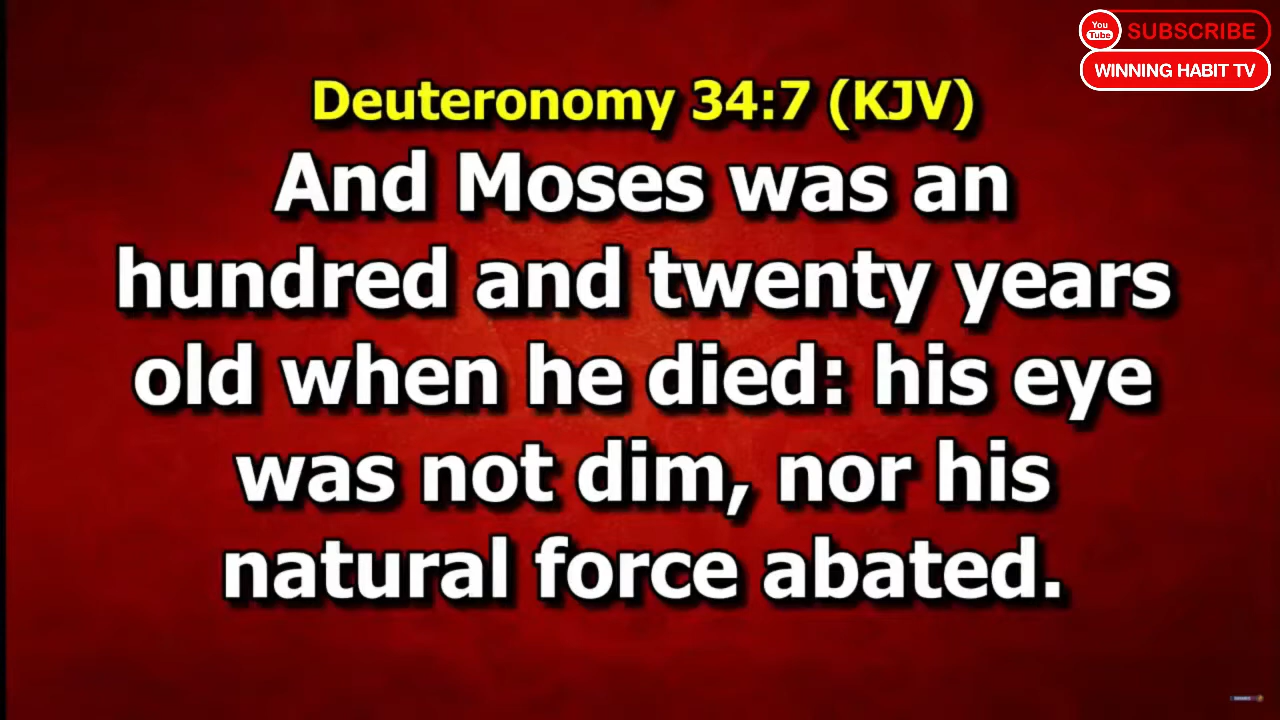 You
Tube
SUBSCRIBE
WINNING HABIT TV
Deuteronomy 34:7 (KJV)
And Moses was an
hundred and twenty years
old when he died: his eye
was not dim, nor his
natural force abated.